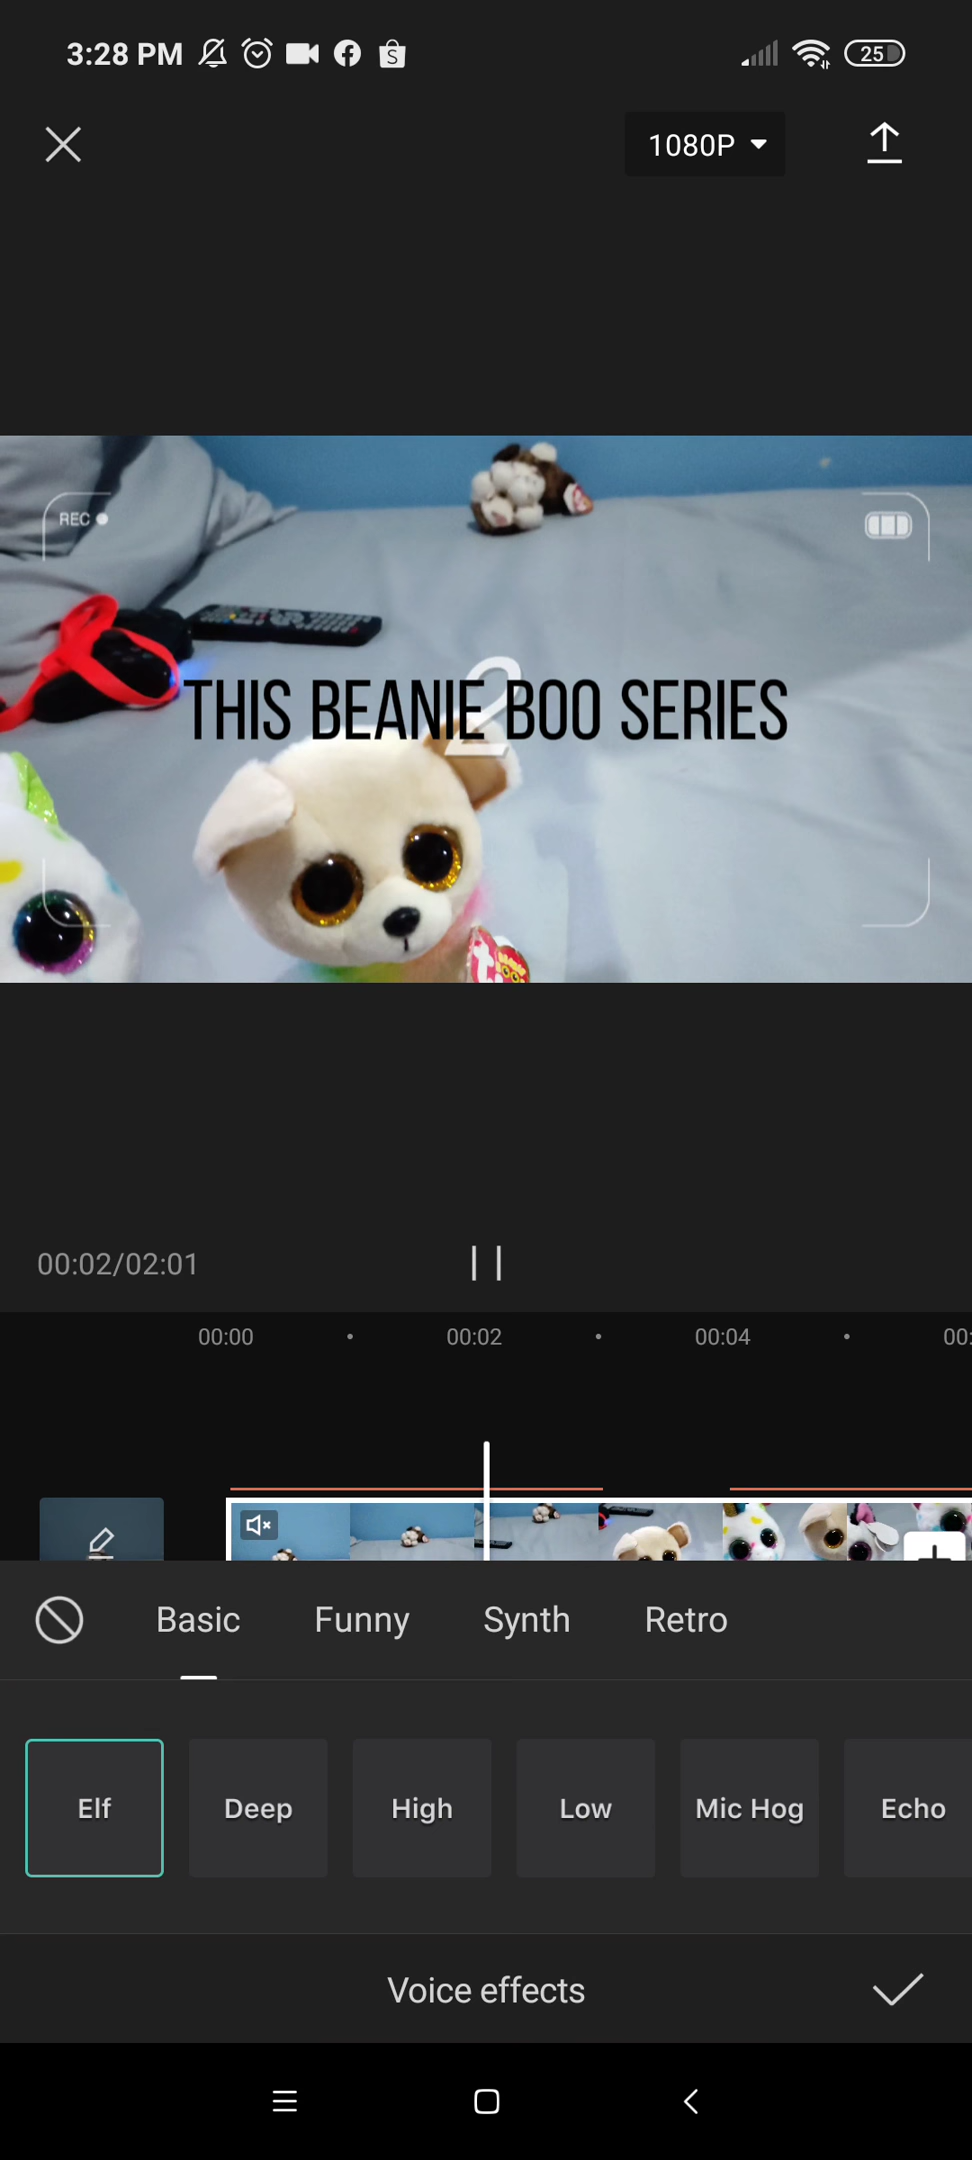 3:28 PM
S
25
1080P
REC
2
THIS BEANIE BOO SERIES
00:02/02:01
00:00
00:02
00:04
Basic
Funny
Synth
Retro
Elf
Deep
High
Low
Mic Hog
Echo
Voice effects